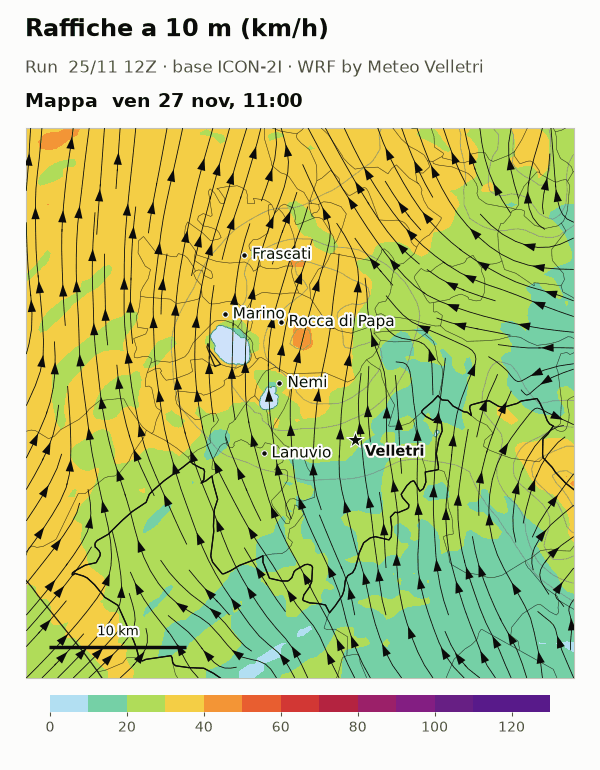 Raffiche a 10 m (km/h)
Run  25/11 12Z · base ICON-2I · WRF by Meteo Velletri
Mappa  ven 27 nov, 11:00
Frascati
Marino
Rocca di Papa
Nemi
Velletri
Lanuvio
10 km
0 20 40 60 80 100 120